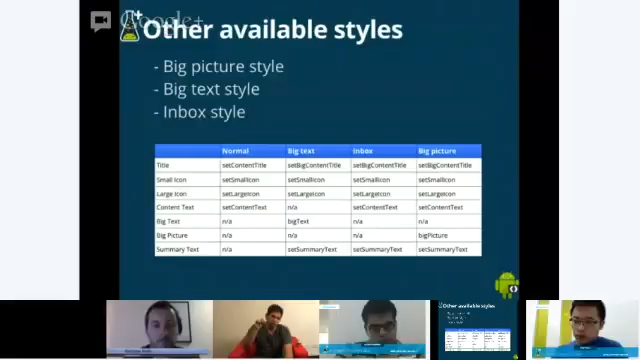 Google+
Other available styles
- Big picture style
- Big text style
- Inbox style
Normal Big text Inbox Big picture
Title setContentTitle setBigContentTitle setBigContentTitle setBigContentTitle
Small Icon setSmallIcon setSmallIcon setSmallIcon setSmallIcon
Large Icon setLargeIcon setLargeIcon setLargeIcon setLargeIcon
Content Text setContentText n/a setContentText setContentText
Big Text n/a bigText n/a n/a
Big Picture n/a n/a n/a bigPicture
Summary Text n/a setSummaryText setSummaryText setSummaryText
Other available styles